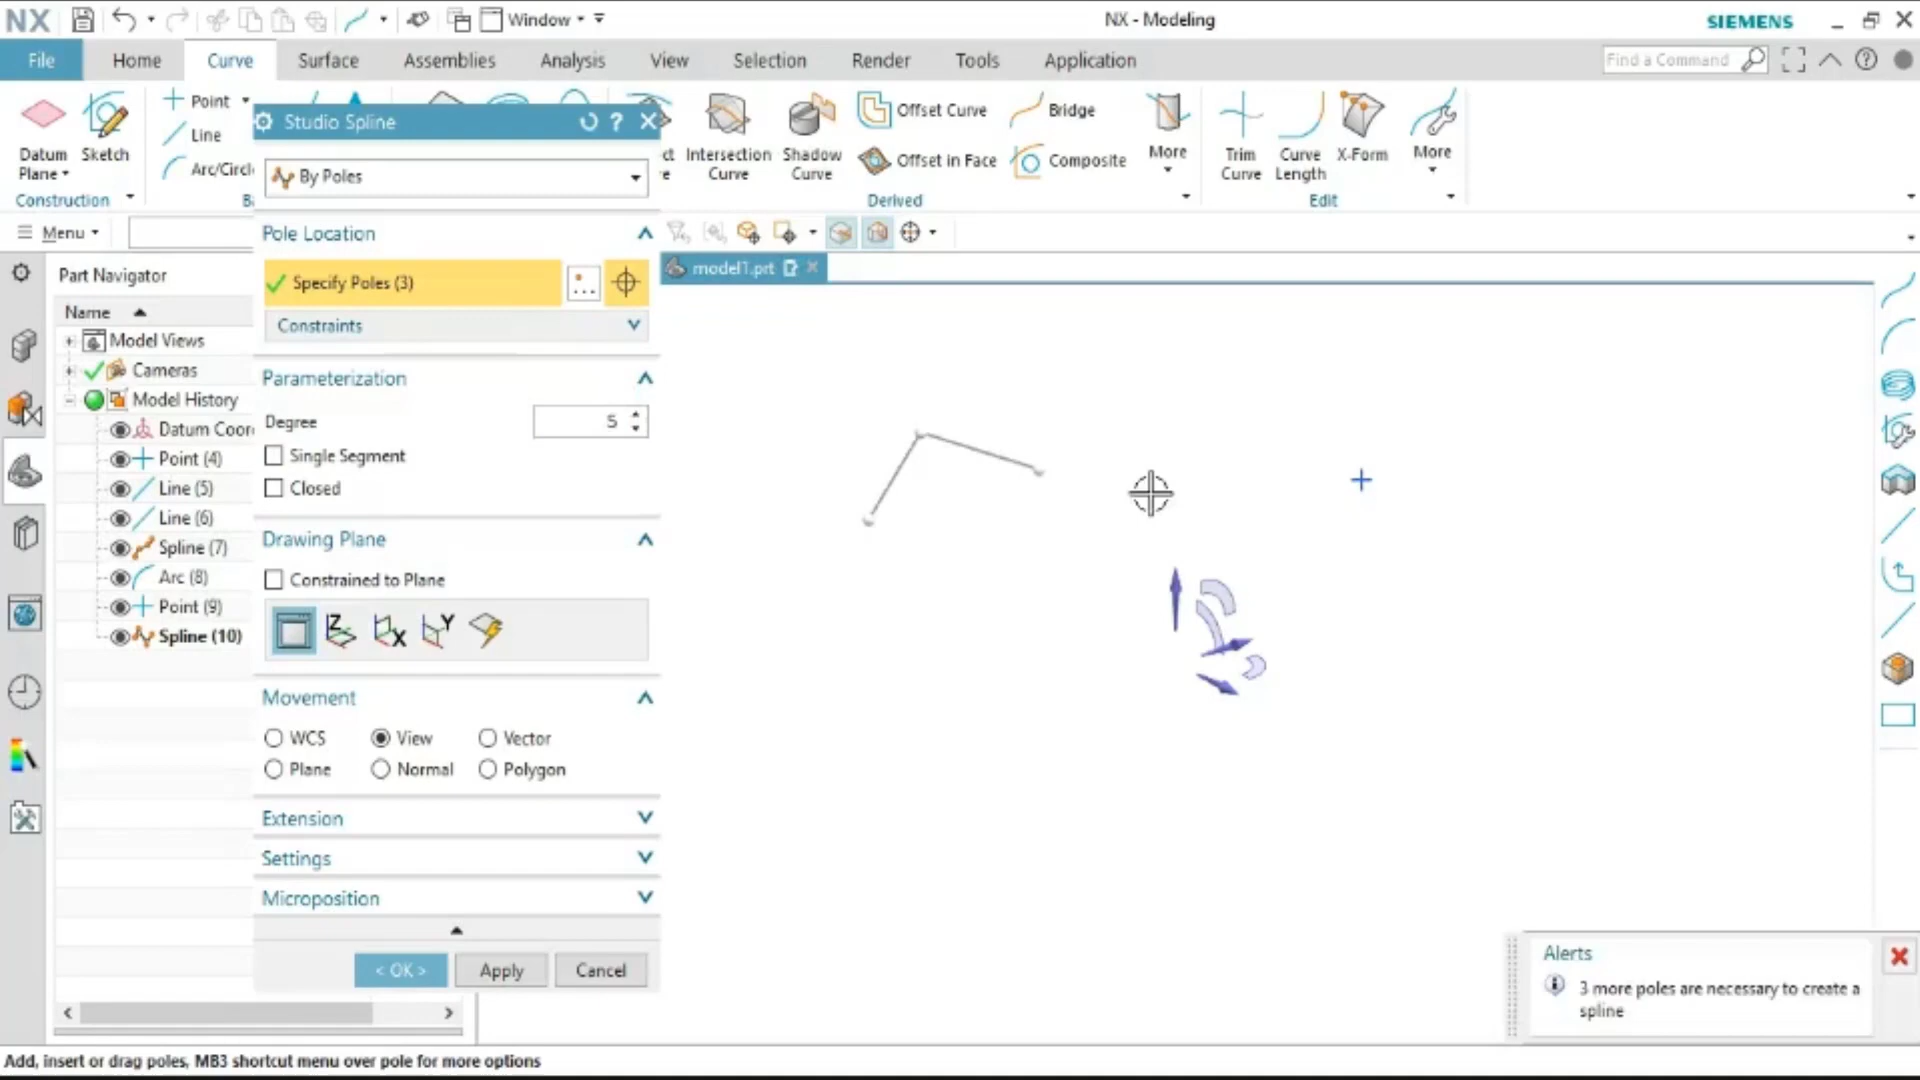 NX
Window
NX - Modeling
SIEMENS
File
Home
Curve
Surface
Assemblies
Analysis
View
Selection
Render
Tools
Application
Find a Command
Datum
Plane
Sketch
Construction
Point
Line
Arc/Circl
Intersection
Curve
Shadow
Curve
Offset Curve
Offset in Face
Bridge
Composite
More
Derived
Trim
Curve
Curve
Length
X-Form
More
Edit
Menu
Studio Spline
By Poles
Pole Location
Specify Poles (3)
Constraints
Parameterization
Degree
5
Single Segment
Closed
Drawing Plane
Constrained to Plane
Z
X
Y
Movement
WCS
View
Vector
Plane
Normal
Polygon
Extension
Settings
Microposition
< OK >
Apply
Cancel
Part Navigator
Name
Model Views
Cameras
Model History
Datum Coor
Point (4)
Line (5)
Line (6)
Spline (7)
Arc (8)
Point (9)
Spline (10)
model1.prt
Alerts
3 more poles are necessary to create a
spline
Add, insert or drag poles, MB3 shortcut menu over pole for more options